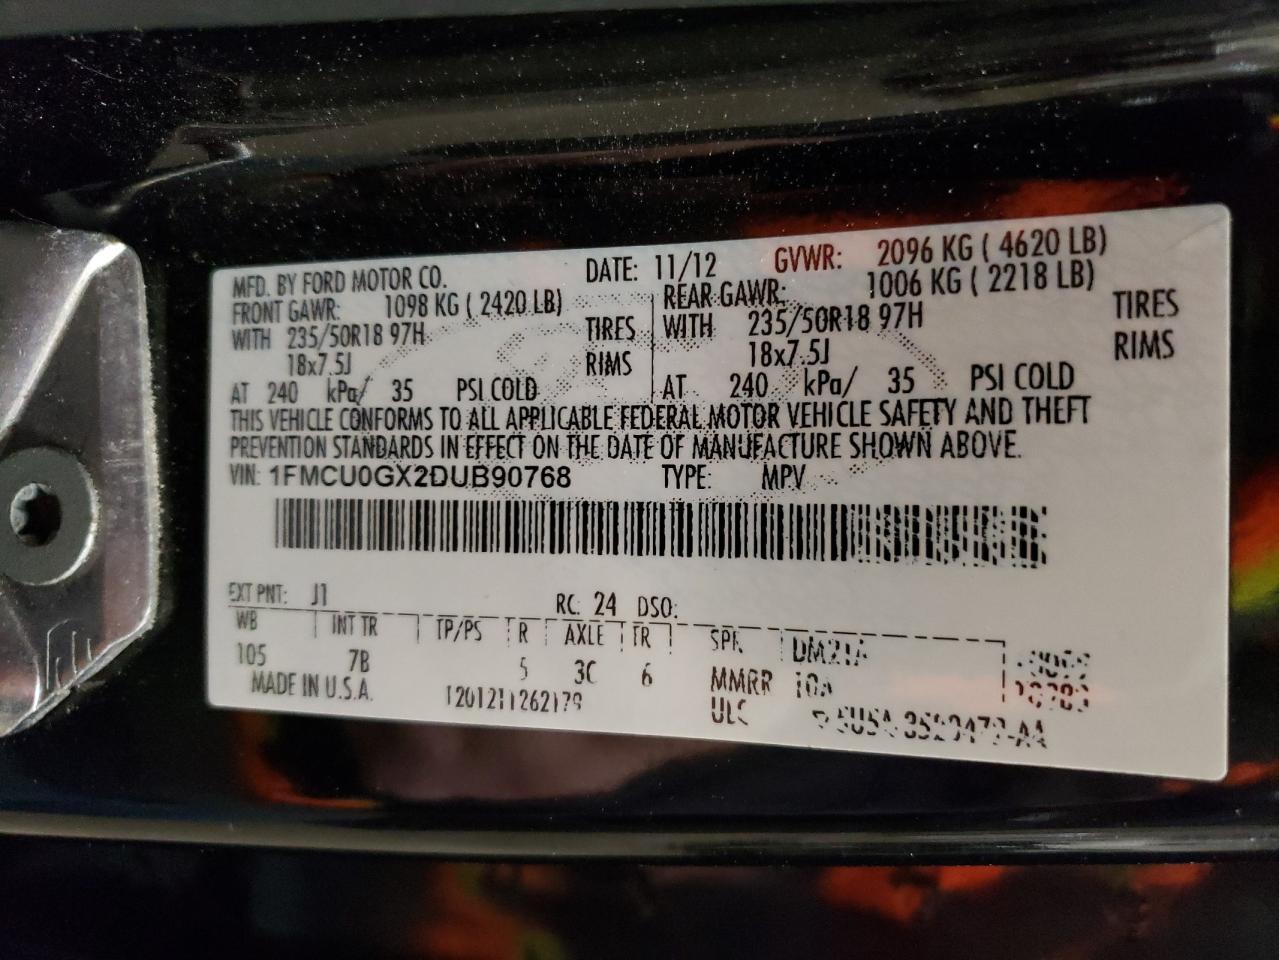 MFD. BY FORD MOTOR CO. DATE: 11/12 GVWR: 2096 KG ( 4620 LB)
FRONT GAWR: 1098 KG ( 2420 LB) REAR GAWR: 1006 KG ( 2218 LB)
WITH 235/50R18 97H TIRES WITH 235/50R18 97H TIRES
18x7.5J RIMS 18x7.5J RIMS
AT 240 kPa/ 35 PSI COLD AT 240 kPa/ 35 PSI COLD
THIS VEHICLE CONFORMS TO ALL APPLICABLE FEDERAL MOTOR VEHICLE SAFETY AND THEFT
PREVENTION STANDARDS IN EFFECT ON THE DATE OF MANUFACTURE SHOWN ABOVE.
VIN: 1FMCU0GX2DUB90768 TYPE: MPV
EXT PNT: J1 RC: 24 DSO:
WB INT TR TP/PS R AXLE TR SPR
105 7B 5 3C 6 MMRR
MADE IN U.S.A. ULC